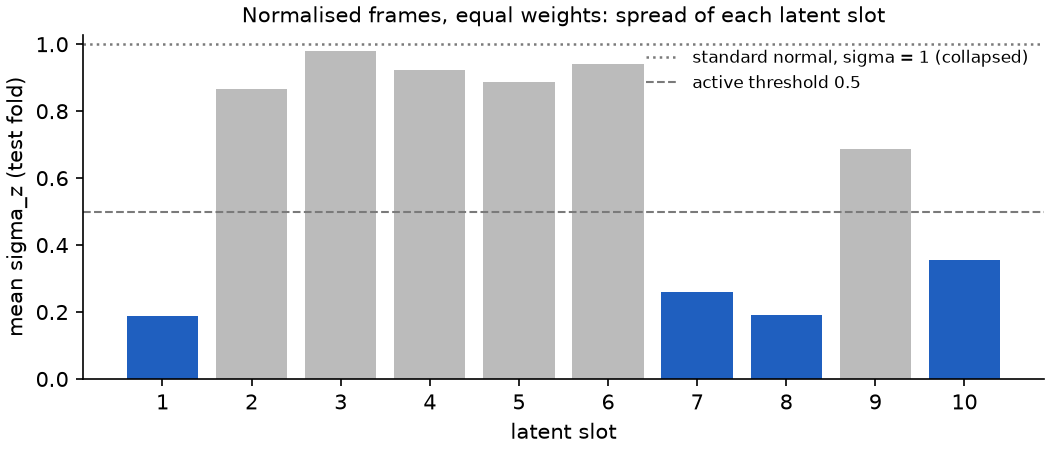 Normalised frames, equal weights: spread of each latent slot
standard normal, sigma = 1 (collapsed)
active threshold 0.5
mean sigma_z (test fold)
1.0
0.8
0.6
0.4
0.2
0.0
1 2 3 4 5 6 7 8 9 10
latent slot